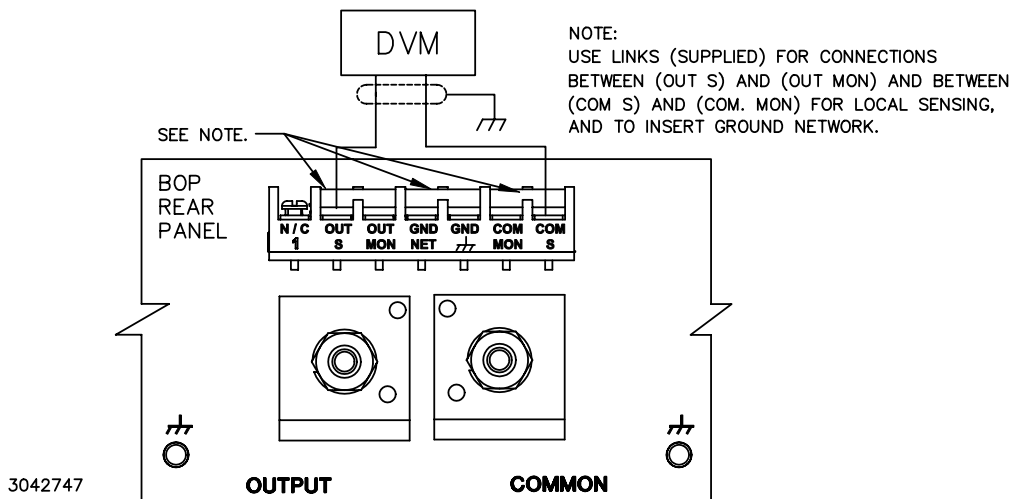 DVM
NOTE:
USE LINKS (SUPPLIED) FOR CONNECTIONS
BETWEEN (OUT S) AND (OUT MON) AND BETWEEN
(COM S) AND (COM. MON) FOR LOCAL SENSING,
AND TO INSERT GROUND NETWORK.
SEE NOTE.
BOP
REAR
PANEL
N / C OUT OUT GND GND COM COM
1 S MON NET MON S
OUTPUT COMMON
3042747